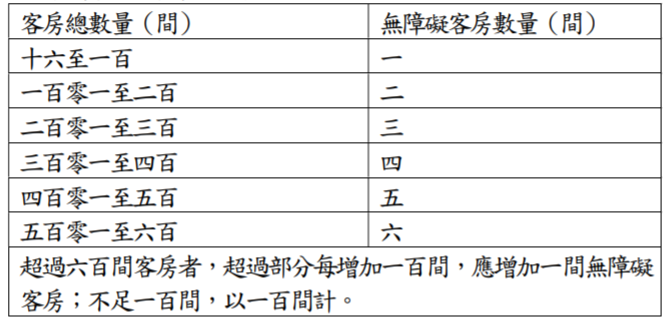 客房總數量（間） 無障礙客房數量（間）
十六至一百 一
一百零一至二百 二
二百零一至三百 三
三百零一至四百 四
四百零一至五百 五
五百零一至六百 六
超過六百間客房者，超過部分每增加一百間，應增加一間無障礙
客房；不足一百間，以一百間計。